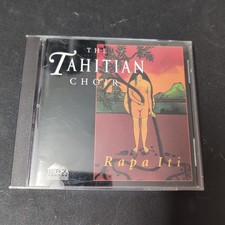 THE
TAHITIAN
CHOIR
Rapa Iti